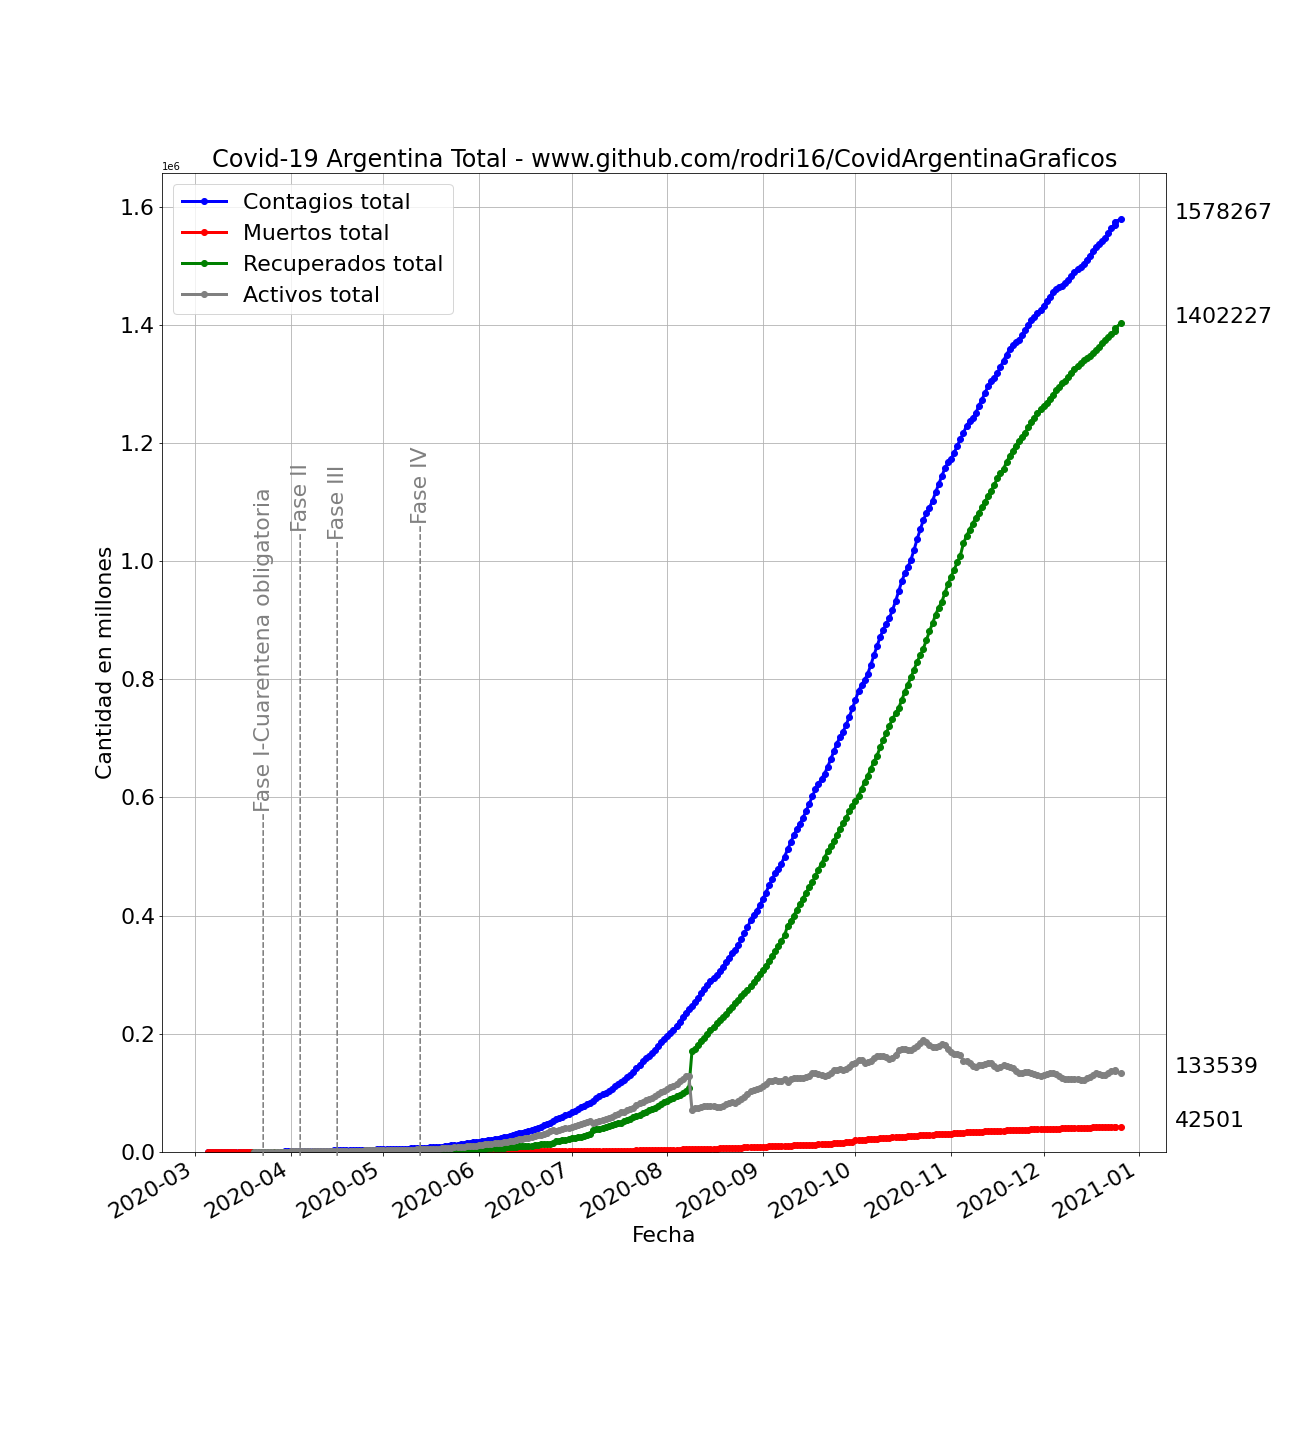 Covid-19 Argentina Total - www.github.com/rodri16/CovidArgentinaGraficos
1e6
Contagios total
Muertos total
Recuperados total
Activos total
1.6
1.4
1.2
1.0
0.8
0.6
0.4
0.2
0.0
Cantidad en millones
Fase I-Cuarentena obligatoria
Fase II
Fase III
Fase IV
1578267
1402227
133539
42501
2020-03
2020-04
2020-05
2020-06
2020-07
2020-08
2020-09
2020-10
2020-11
2020-12
2021-01
Fecha